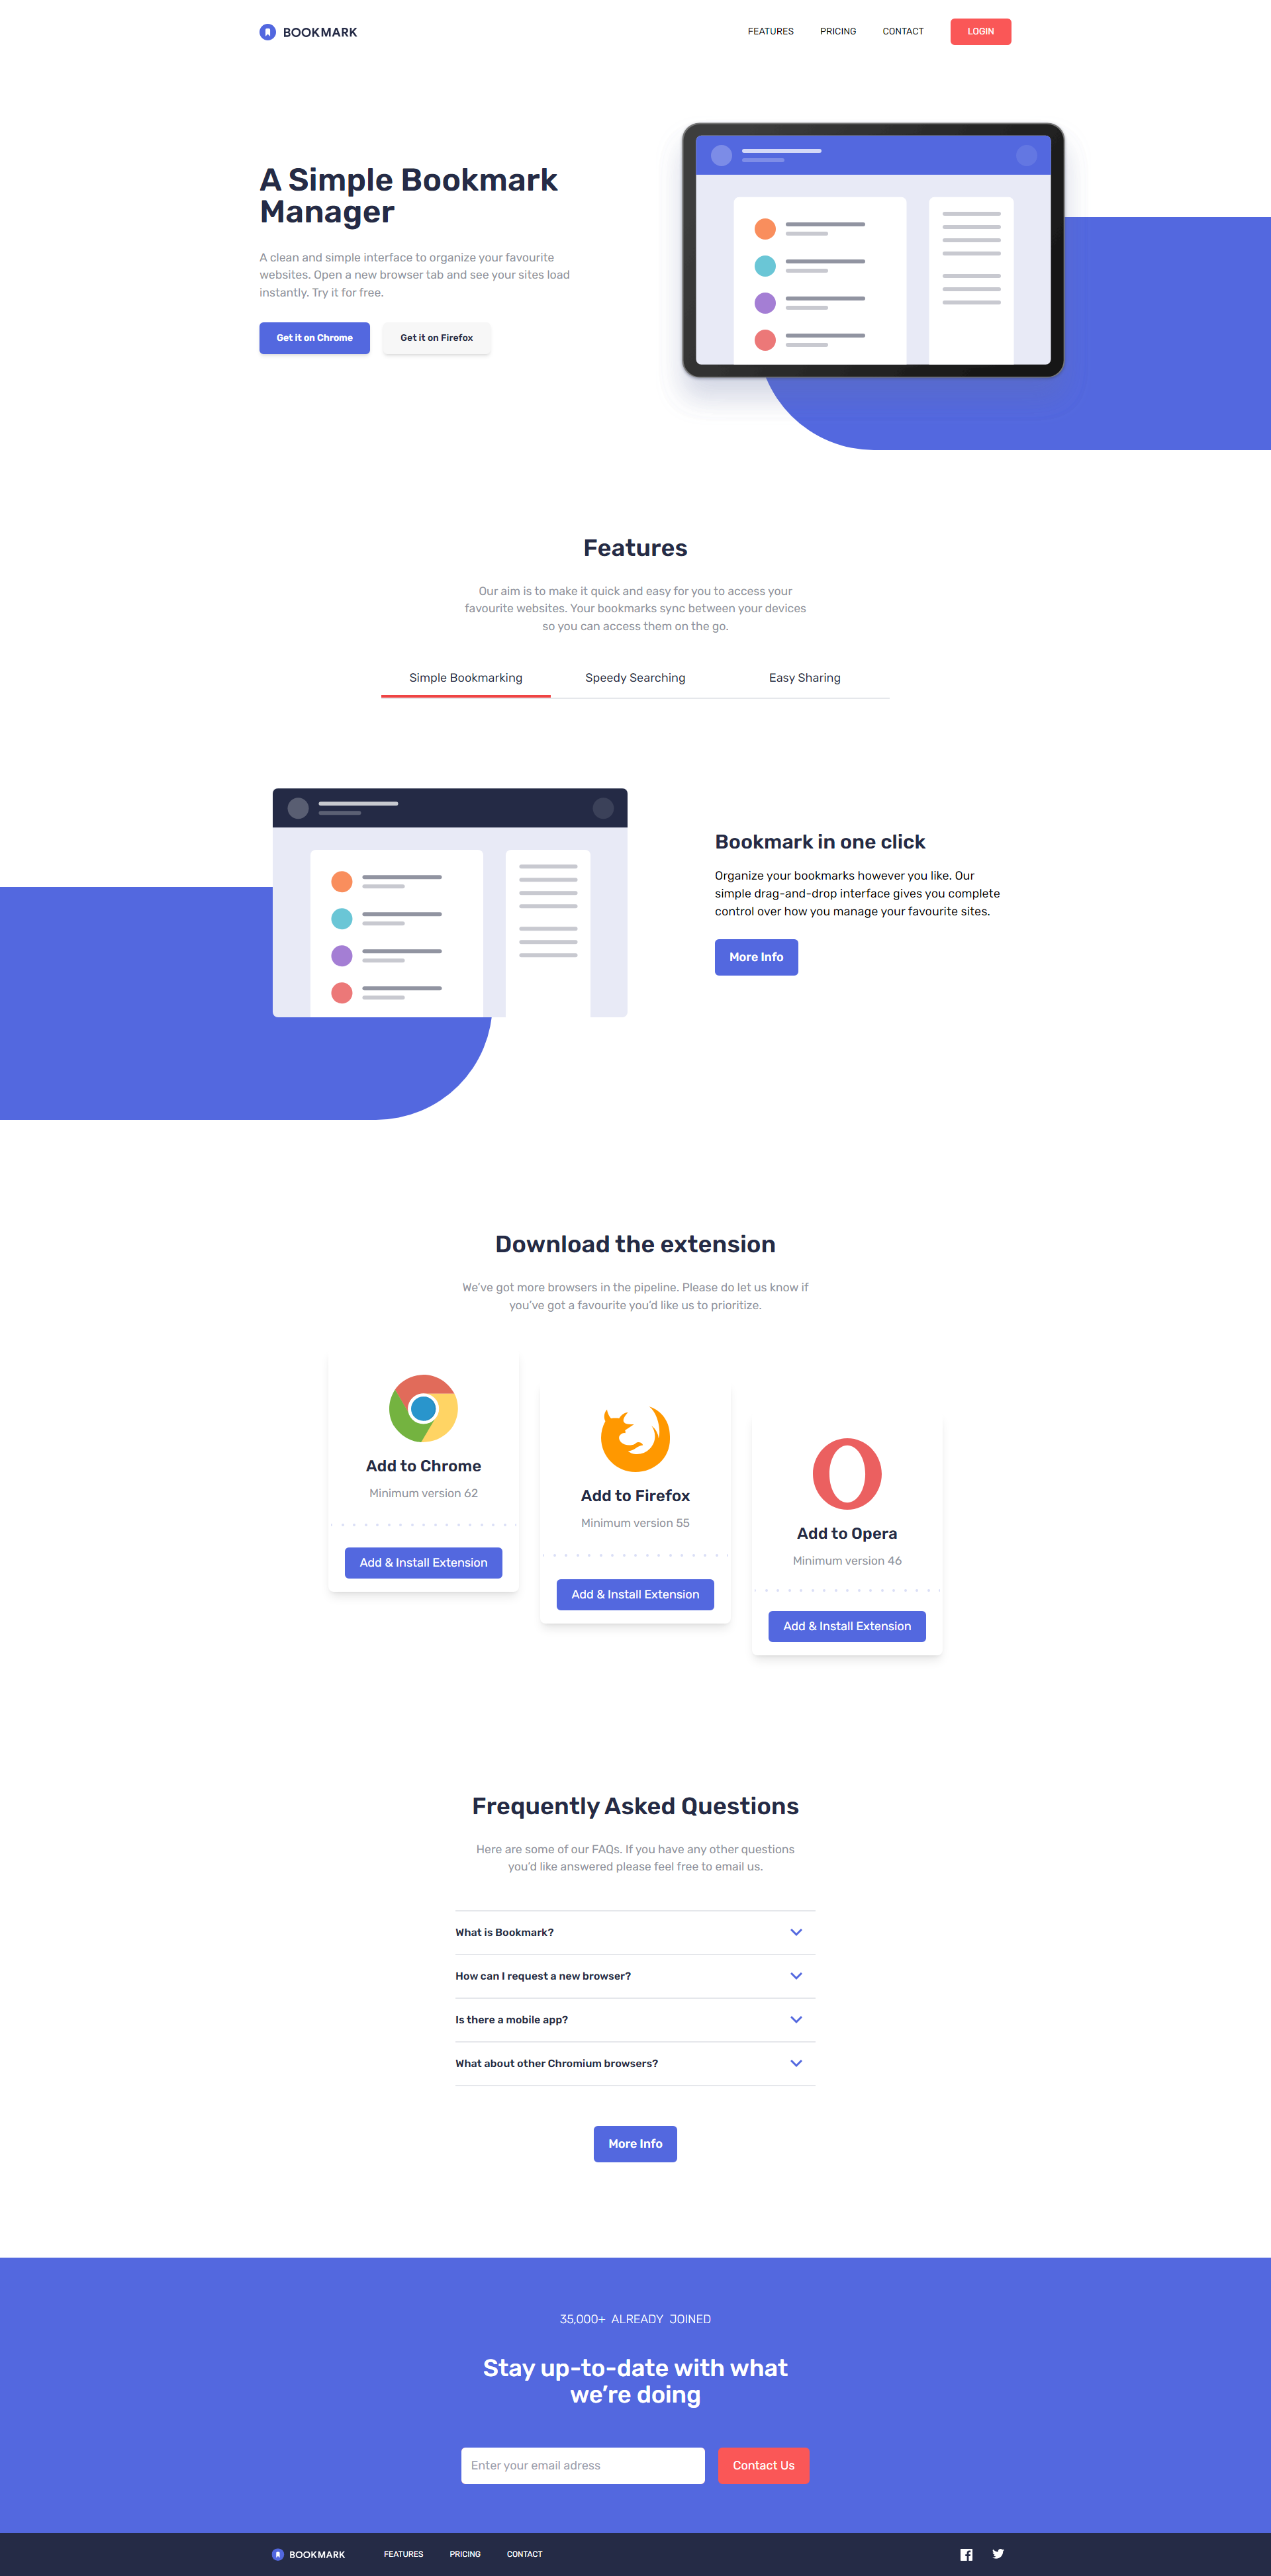 BOOKMARK
FEATURES PRICING CONTACT LOGIN
A Simple Bookmark
Manager
A clean and simple interface to organize your favourite
websites. Open a new browser tab and see your sites load
instantly. Try it for free.
Get it on Chrome Get it on Firefox
Features
Our aim is to make it quick and easy for you to access your
favourite websites. Your bookmarks sync between your devices
so you can access them on the go.
Simple Bookmarking Speedy Searching Easy Sharing
Bookmark in one click
Organize your bookmarks however you like. Our
simple drag-and-drop interface gives you complete
control over how you manage your favourite sites.
More Info
Download the extension
We’ve got more browsers in the pipeline. Please do let us know if
you’ve got a favourite you’d like us to prioritize.
Add to Chrome
Minimum version 62
Add & Install Extension
Add to Firefox
Minimum version 55
Add & Install Extension
Add to Opera
Minimum version 46
Add & Install Extension
Frequently Asked Questions
Here are some of our FAQs. If you have any other questions
you’d like answered please feel free to email us.
What is Bookmark?
How can I request a new browser?
Is there a mobile app?
What about other Chromium browsers?
More Info
35,000+ ALREADY JOINED
Stay up-to-date with what
we’re doing
Enter your email adress Contact Us
BOOKMARK FEATURES PRICING CONTACT